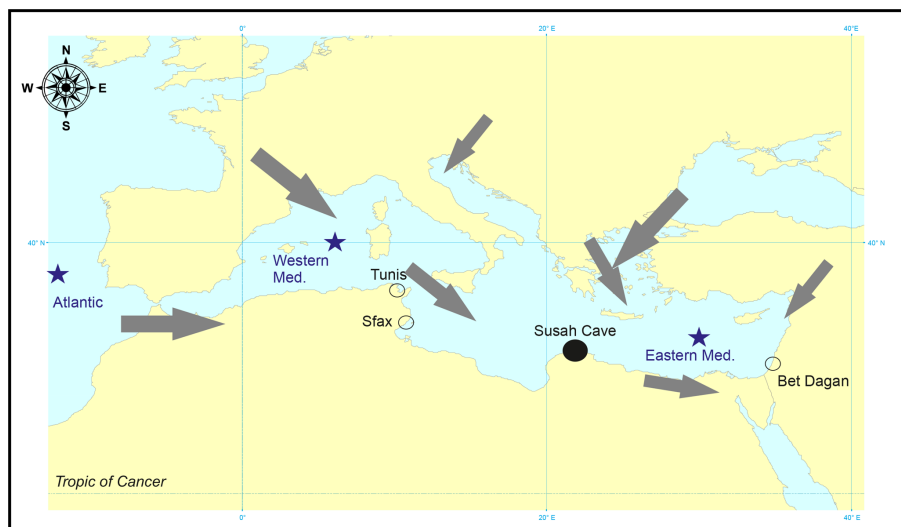 0
20° E
40° E
N
W E
S
40° N
40° N
Western
Med.
Tunis
Atlantic
Sfax
Susah Cave
Eastern Med.
Bet Dagan
Tropic of Cancer
0
20° E
40° E